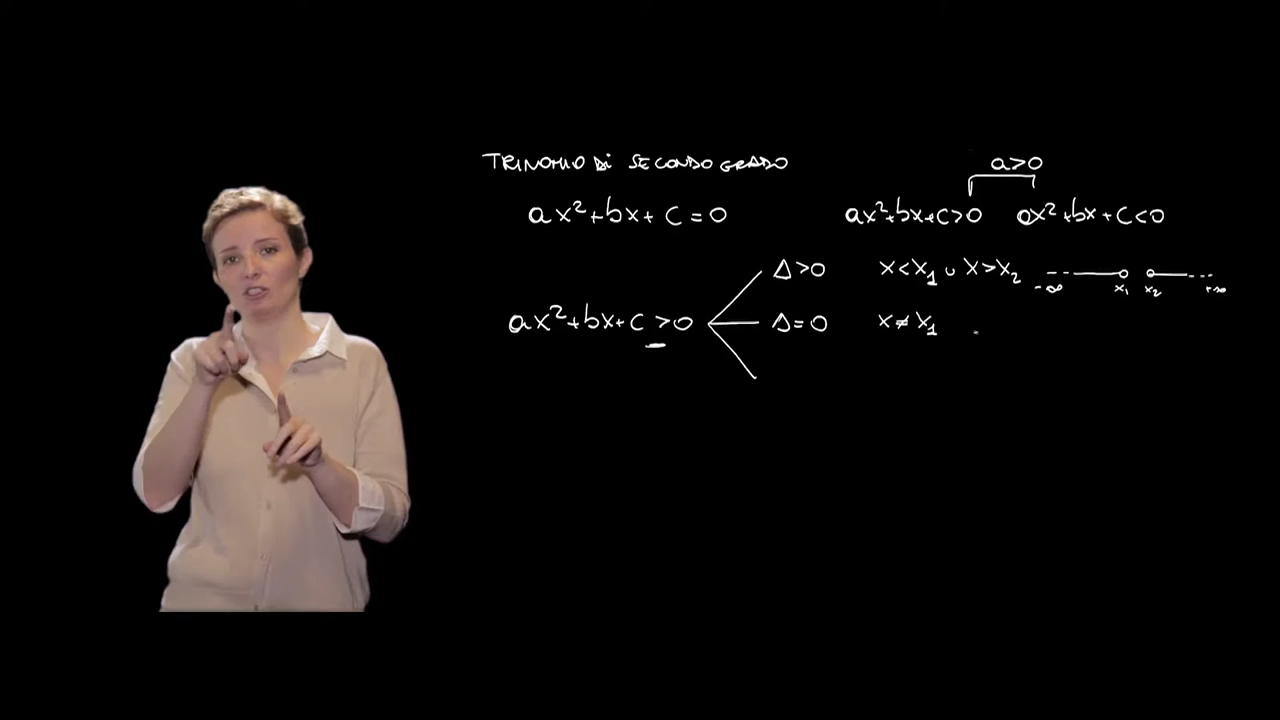 TRINOMIO DI SECONDO GRADO
a>0
ax²+bx+c=0
ax²+bx+c>0 ax²+bx+c<0
Δ>0 x<x₁ ∪ x>x₂
-∞ x₁ x₂ +∞
ax²+bx+c>0 Δ=0 x≠x₁